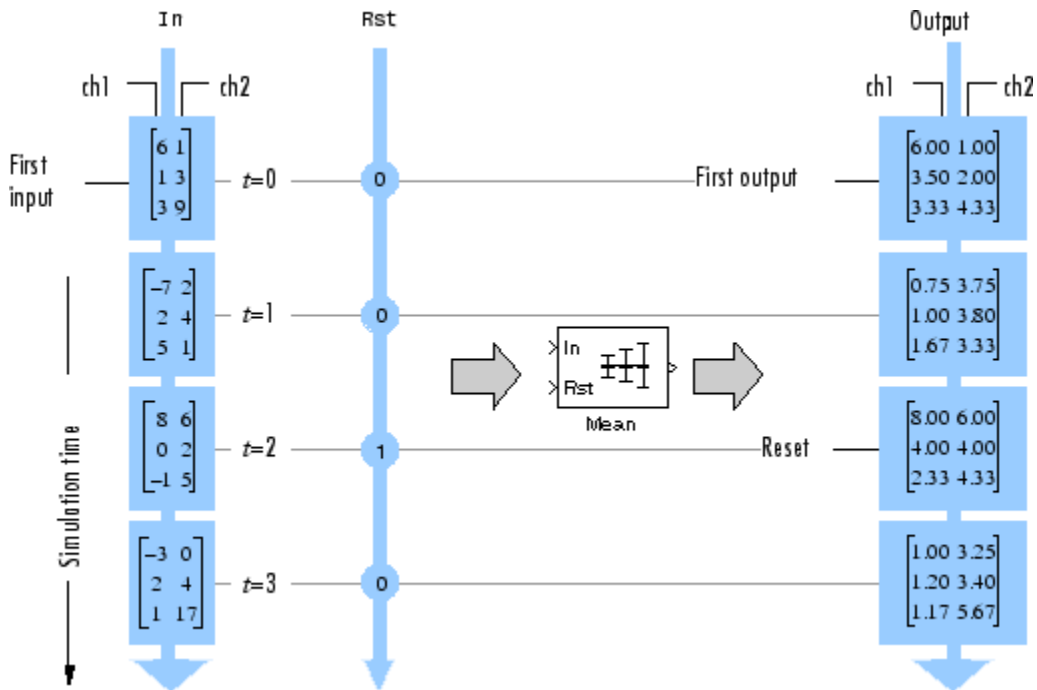 In Rst Output
ch1 ch2 ch1 ch2
First input
6 1
1 3
3 9
t=0
0
First output
6.00 1.00
3.50 2.00
3.33 4.33
-7 2
2 4
5 1
t=1
0
0.75 3.75
1.00 3.80
1.67 3.33
In
Rst
Mean
Simulation time
8 6
0 2
-1 5
t=2
1
Reset
8.00 6.00
4.00 4.00
2.33 4.33
-3 0
2 4
1 17
t=3
0
1.00 3.25
1.20 3.40
1.17 5.67